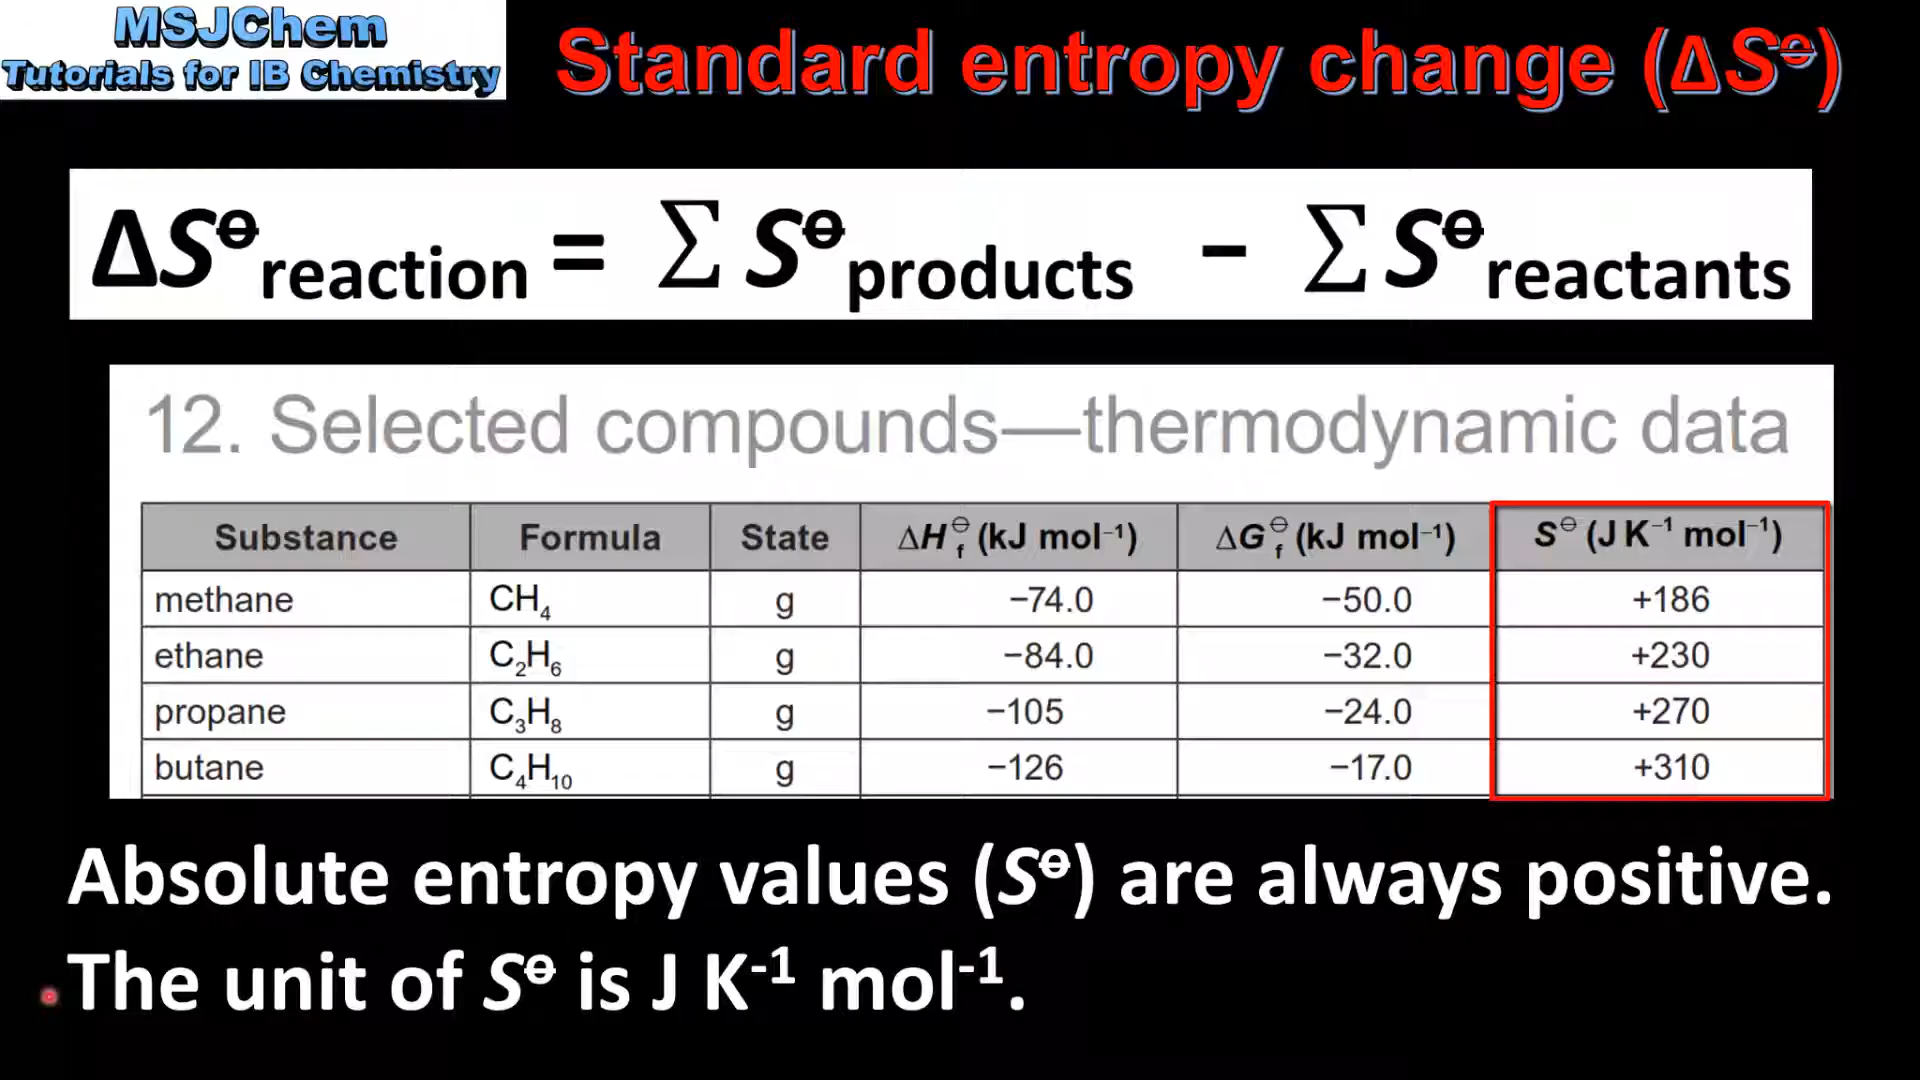 MSJChem
Tutorials for IB Chemistry
Standard entropy change (ΔS⦵)
ΔS⦵reaction = ∑ S⦵products − ∑ S⦵reactants
12. Selected compounds—thermodynamic data
Substance Formula State ΔHf⦵ (kJ mol⁻¹) ΔGf⦵ (kJ mol⁻¹) S⦵ (J K⁻¹ mol⁻¹)
methane CH₄ g −74.0 −50.0 +186
ethane C₂H₆ g −84.0 −32.0 +230
propane C₃H₈ g −105 −24.0 +270
butane C₄H₁₀ g −126 −17.0 +310
Absolute entropy values (S⦵) are always positive.
The unit of S⦵ is J K⁻¹ mol⁻¹.